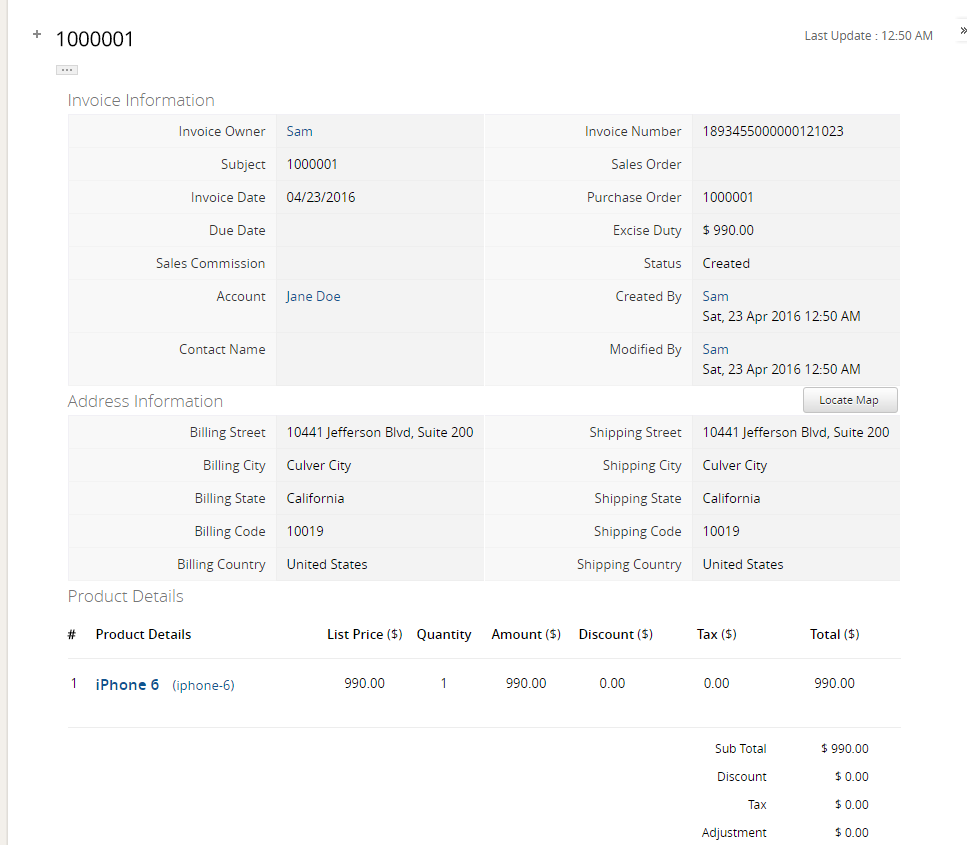 + 1000001 Last Update : 12:50 AM »
...
Invoice Information
Invoice Owner Sam Invoice Number 1893455000000121023
Subject 1000001 Sales Order
Invoice Date 04/23/2016 Purchase Order 1000001
Due Date Excise Duty $ 990.00
Sales Commission Status Created
Account Jane Doe Created By Sam
Sat, 23 Apr 2016 12:50 AM
Contact Name Modified By Sam
Sat, 23 Apr 2016 12:50 AM
Address Information Locate Map
Billing Street 10441 Jefferson Blvd, Suite 200 Shipping Street 10441 Jefferson Blvd, Suite 200
Billing City Culver City Shipping City Culver City
Billing State California Shipping State California
Billing Code 10019 Shipping Code 10019
Billing Country United States Shipping Country United States
Product Details
# Product Details List Price ($) Quantity Amount ($) Discount ($) Tax ($) Total ($)
1 iPhone 6 (iphone-6) 990.00 1 990.00 0.00 0.00 990.00
Sub Total $ 990.00
Discount $ 0.00
Tax $ 0.00
Adjustment $ 0.00